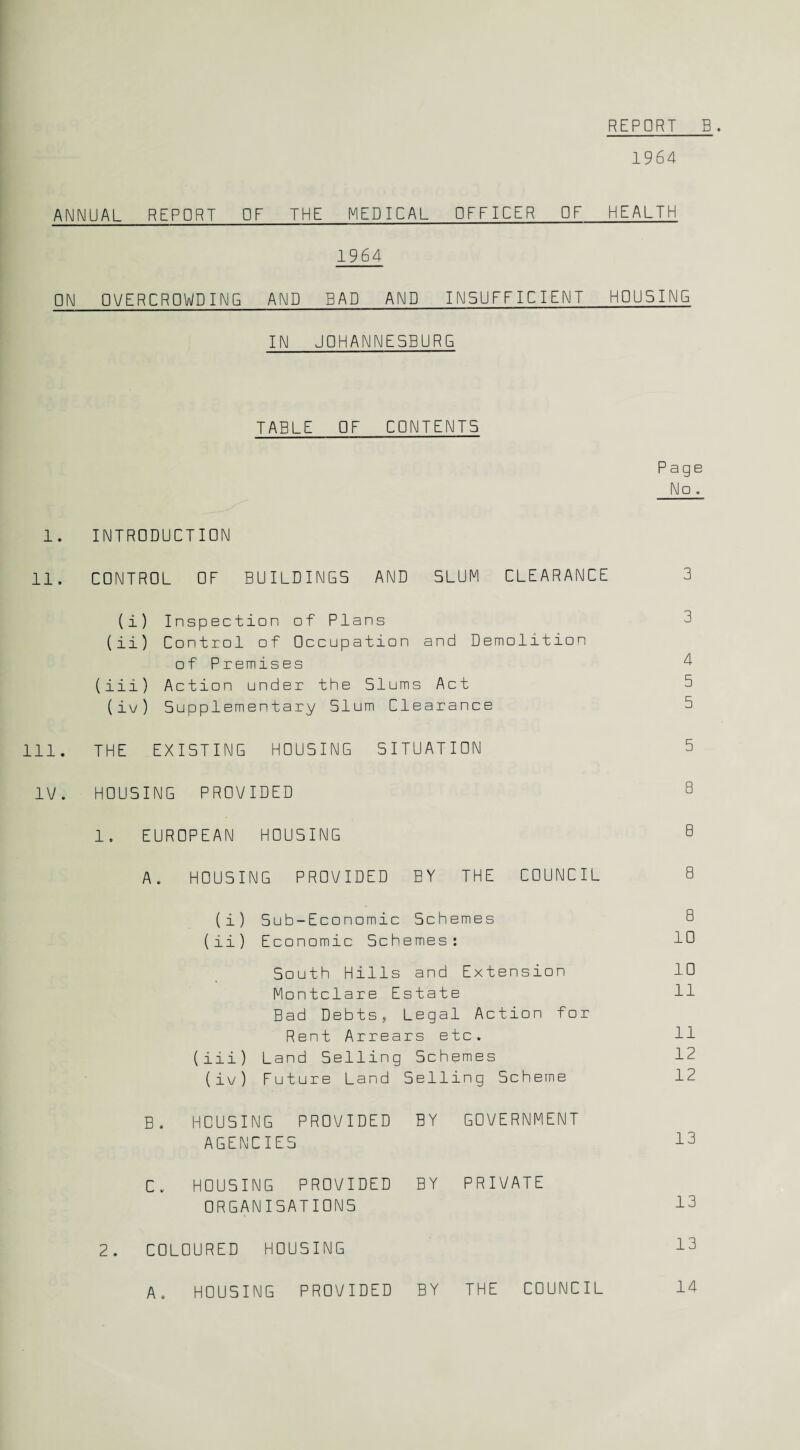 REPORT B.
1964
ANNUAL REPORT OF THE MEDICAL OFFICER OF HEALTH
1964
ON OVERCROWDING AND BAD AND INSUFFICIENT HOUSING
IN JOHANNESBURG
TABLE OF CONTENTS
Page
No.
1. INTRODUCTION
11. CONTROL OF BUILDINGS AND SLUM CLEARANCE 3
(i) Inspection of Plans 3
(ii) Control of Occupation and Demolition
of Premises 4
(iii) Action under the Slums Act 5
(iv) Supplementary Slum Clearance 5
111. THE EXISTING HOUSING SITUATION 5
1V. HOUSING PROVIDED 8
1. EUROPEAN HOUSING 8
A. HOUSING PROVIDED BY THE COUNCIL 8
(i) Sub-Economic Schemes 8
(ii) Economic Schemes: 10
South Hills and Extension 10
Montclare Estate 11
Bad Debts, Legal Action for
Rent Arrears etc. 11
(iii) Land Selling Schemes 12
(iv) Future Land Selling Scheme 12
B. HOUSING PROVIDED BY GOVERNMENT
AGENCIES 13
C. HOUSING PROVIDED BY PRIVATE
ORGANISATIONS 13
2. COLOURED HOUSING 13
A. HOUSING PROVIDED BY THE COUNCIL 14